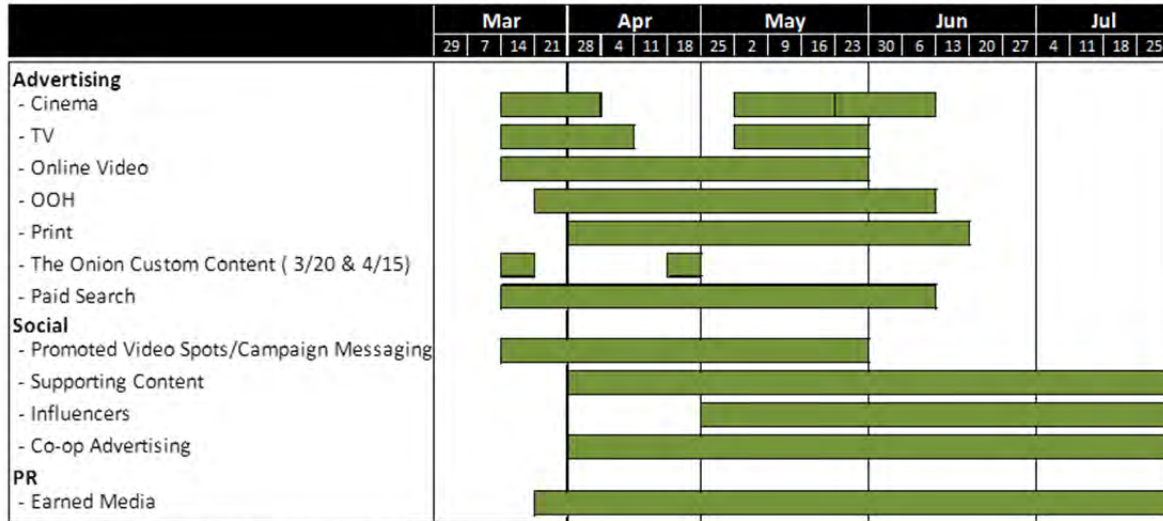 Mar Apr May Jun Jul
29 7 14 21 28 4 11 18 25 2 9 16 23 30 6 13 20 27 4 11 18 25
Advertising
- Cinema
- TV
- Online Video
- OOH
- Print
- The Onion Custom Content ( 3/20 & 4/15)
- Paid Search
Social
- Promoted Video Spots/Campaign Messaging
- Supporting Content
- Influencers
- Co-op Advertising
PR
- Earned Media